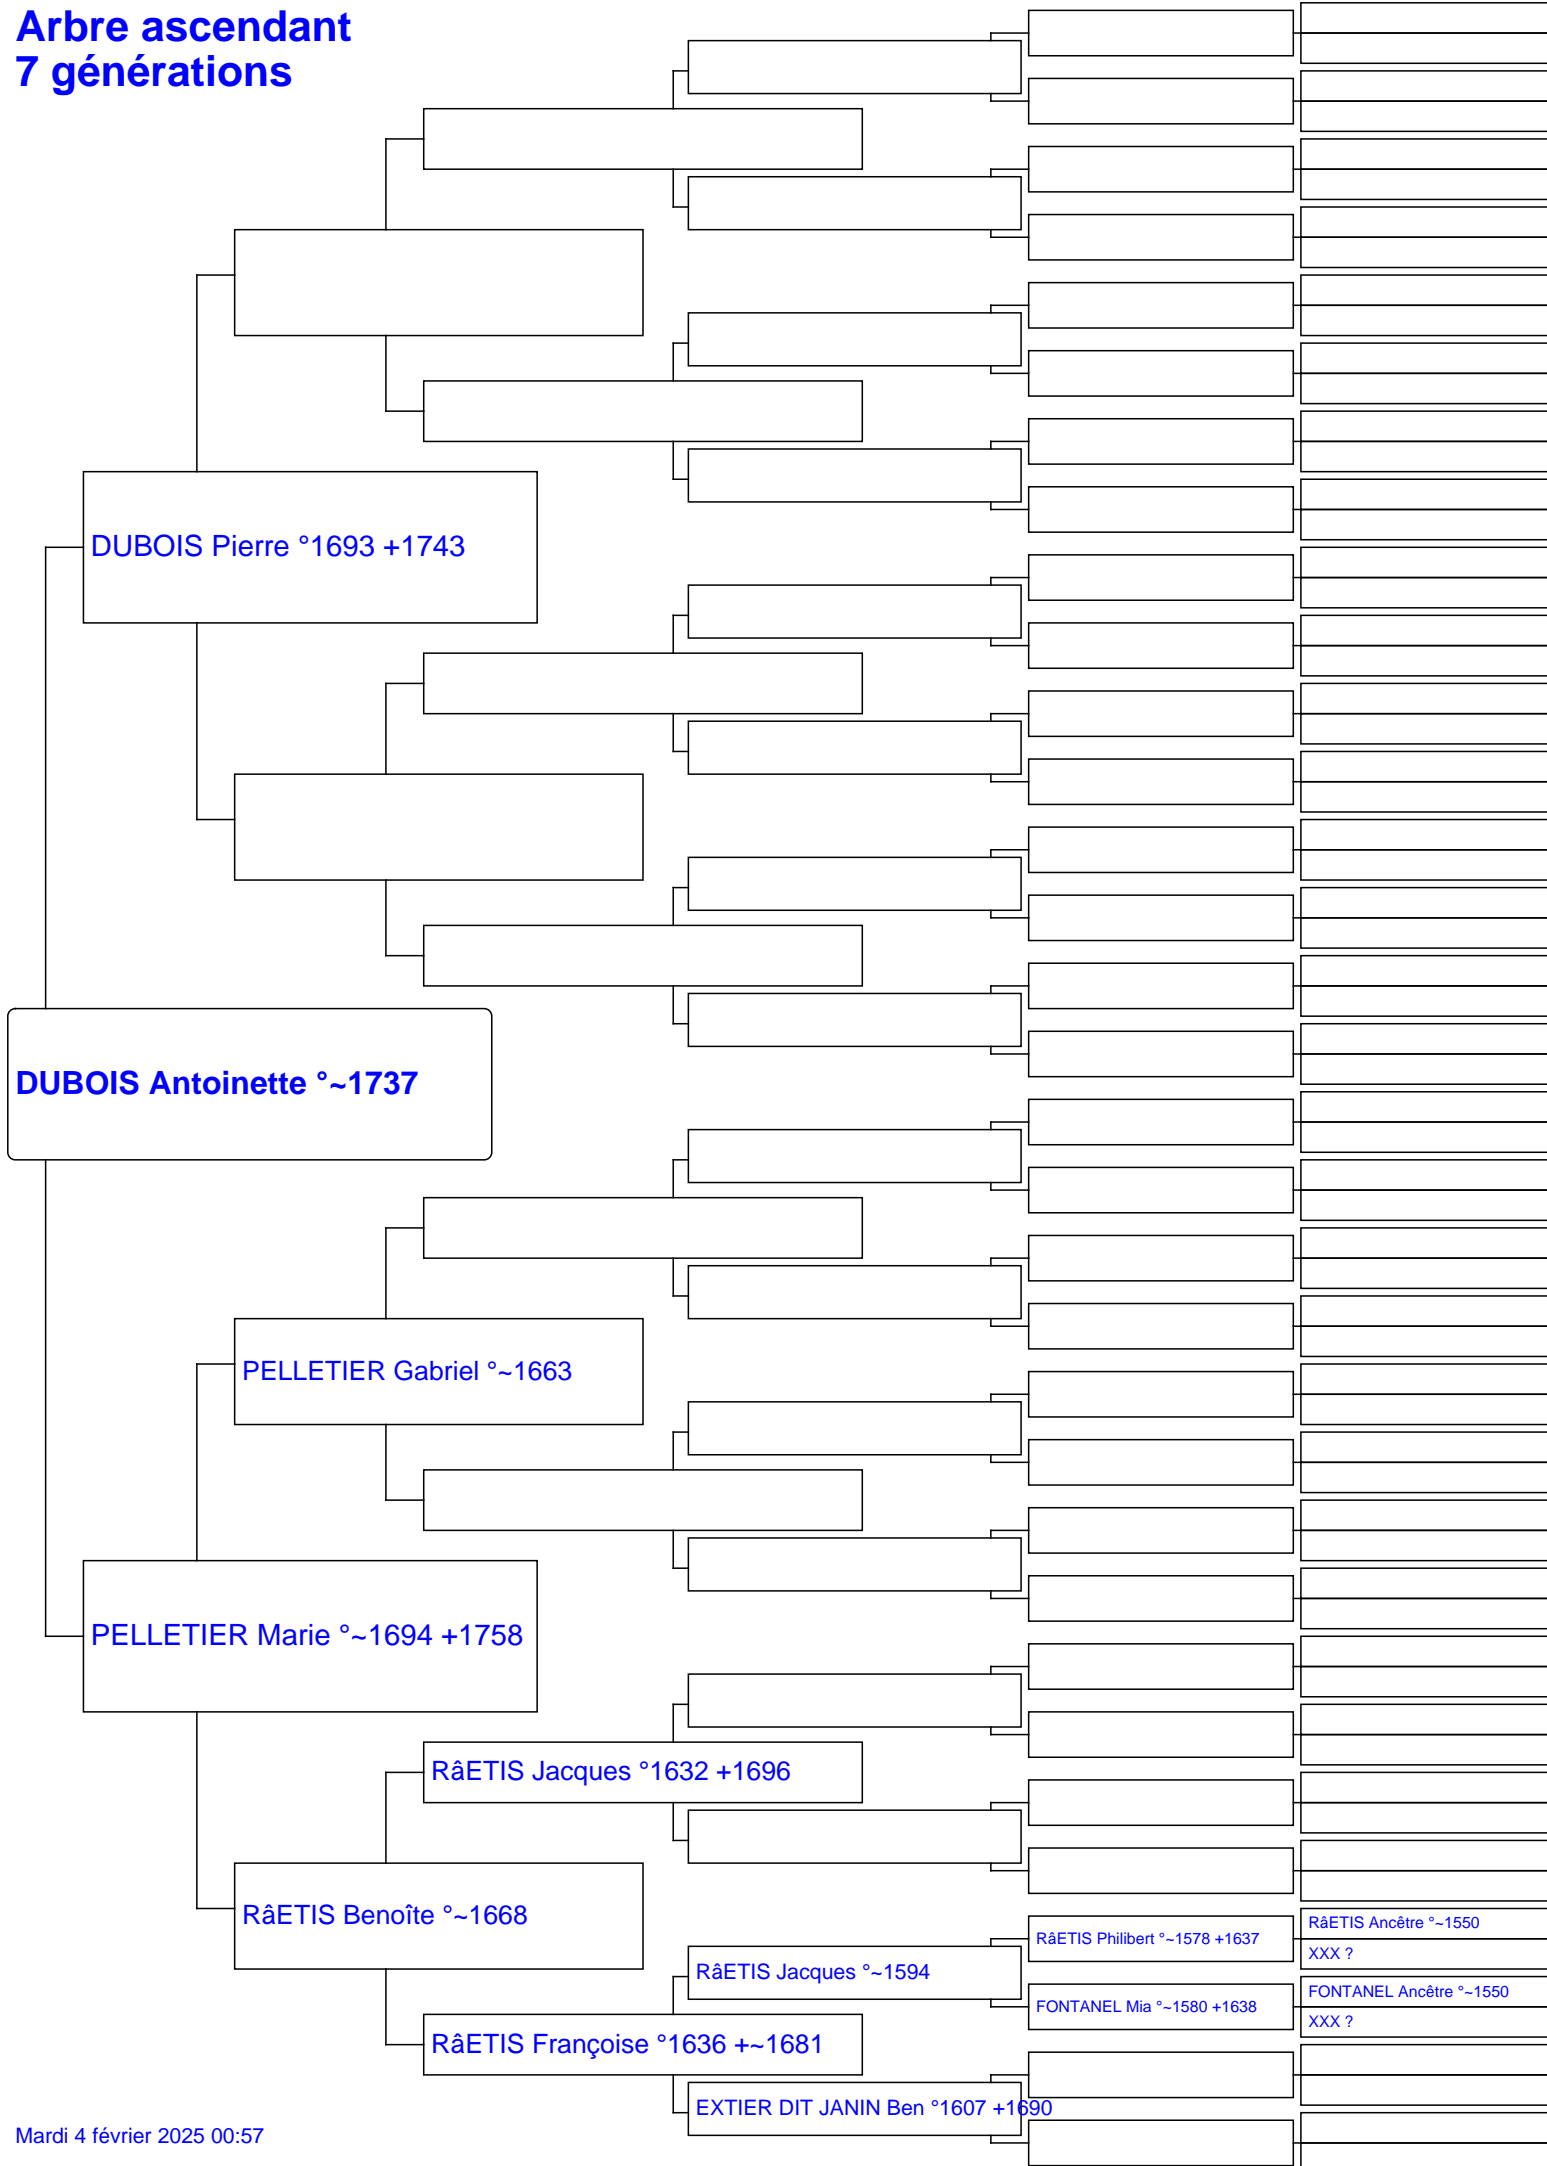 Arbre ascendant
7 générations
DUBOIS Pierre °1693 +1743
DUBOIS Antoinette °~1737
PELLETIER Gabriel °~1663
PELLETIER Marie °~1694 +1758
RâETIS Jacques °1632 +1696
RâETIS Benoîte °~1668
RâETIS Philibert °~1578 +1637
RâETIS Ancêtre °~1550
XXX ?
RâETIS Jacques °~1594
FONTANEL Mia °~1580 +1638
FONTANEL Ancêtre °~1550
XXX ?
RâETIS Françoise °1636 +~1681
EXTIER DIT JANIN Ben °1607 +1690
Mardi 4 février 2025 00:57